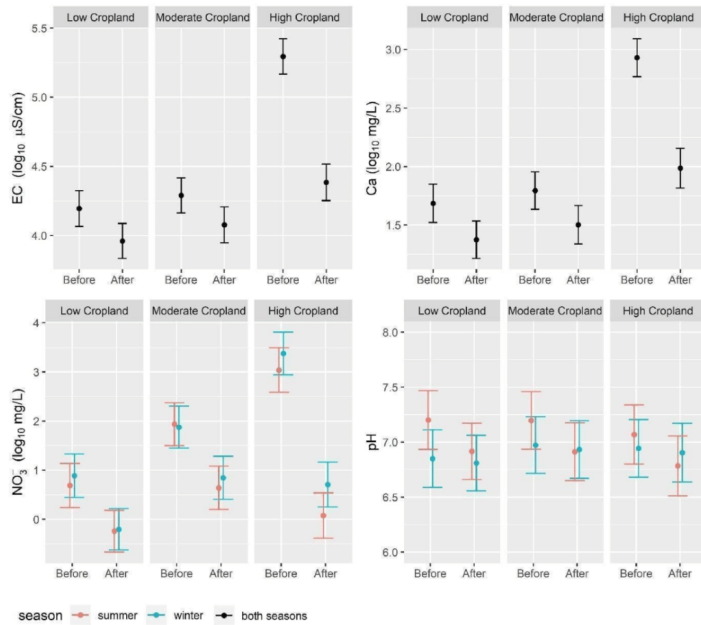 Low Cropland Moderate Cropland High Cropland
5.5
5.0
4.5
4.0
EC (log₁₀ µS/cm)
Before After Before After Before After
Low Cropland Moderate Cropland High Cropland
3.0
2.5
2.0
1.5
Ca (log₁₀ mg/L)
Before After Before After Before After
Low Cropland Moderate Cropland High Cropland
4
3
2
1
0
NO₃⁻ (log₁₀ mg/L)
Before After Before After Before After
Low Cropland Moderate Cropland High Cropland
8.0
7.5
7.0
6.5
6.0
pH
Before After Before After Before After
season summer winter both seasons